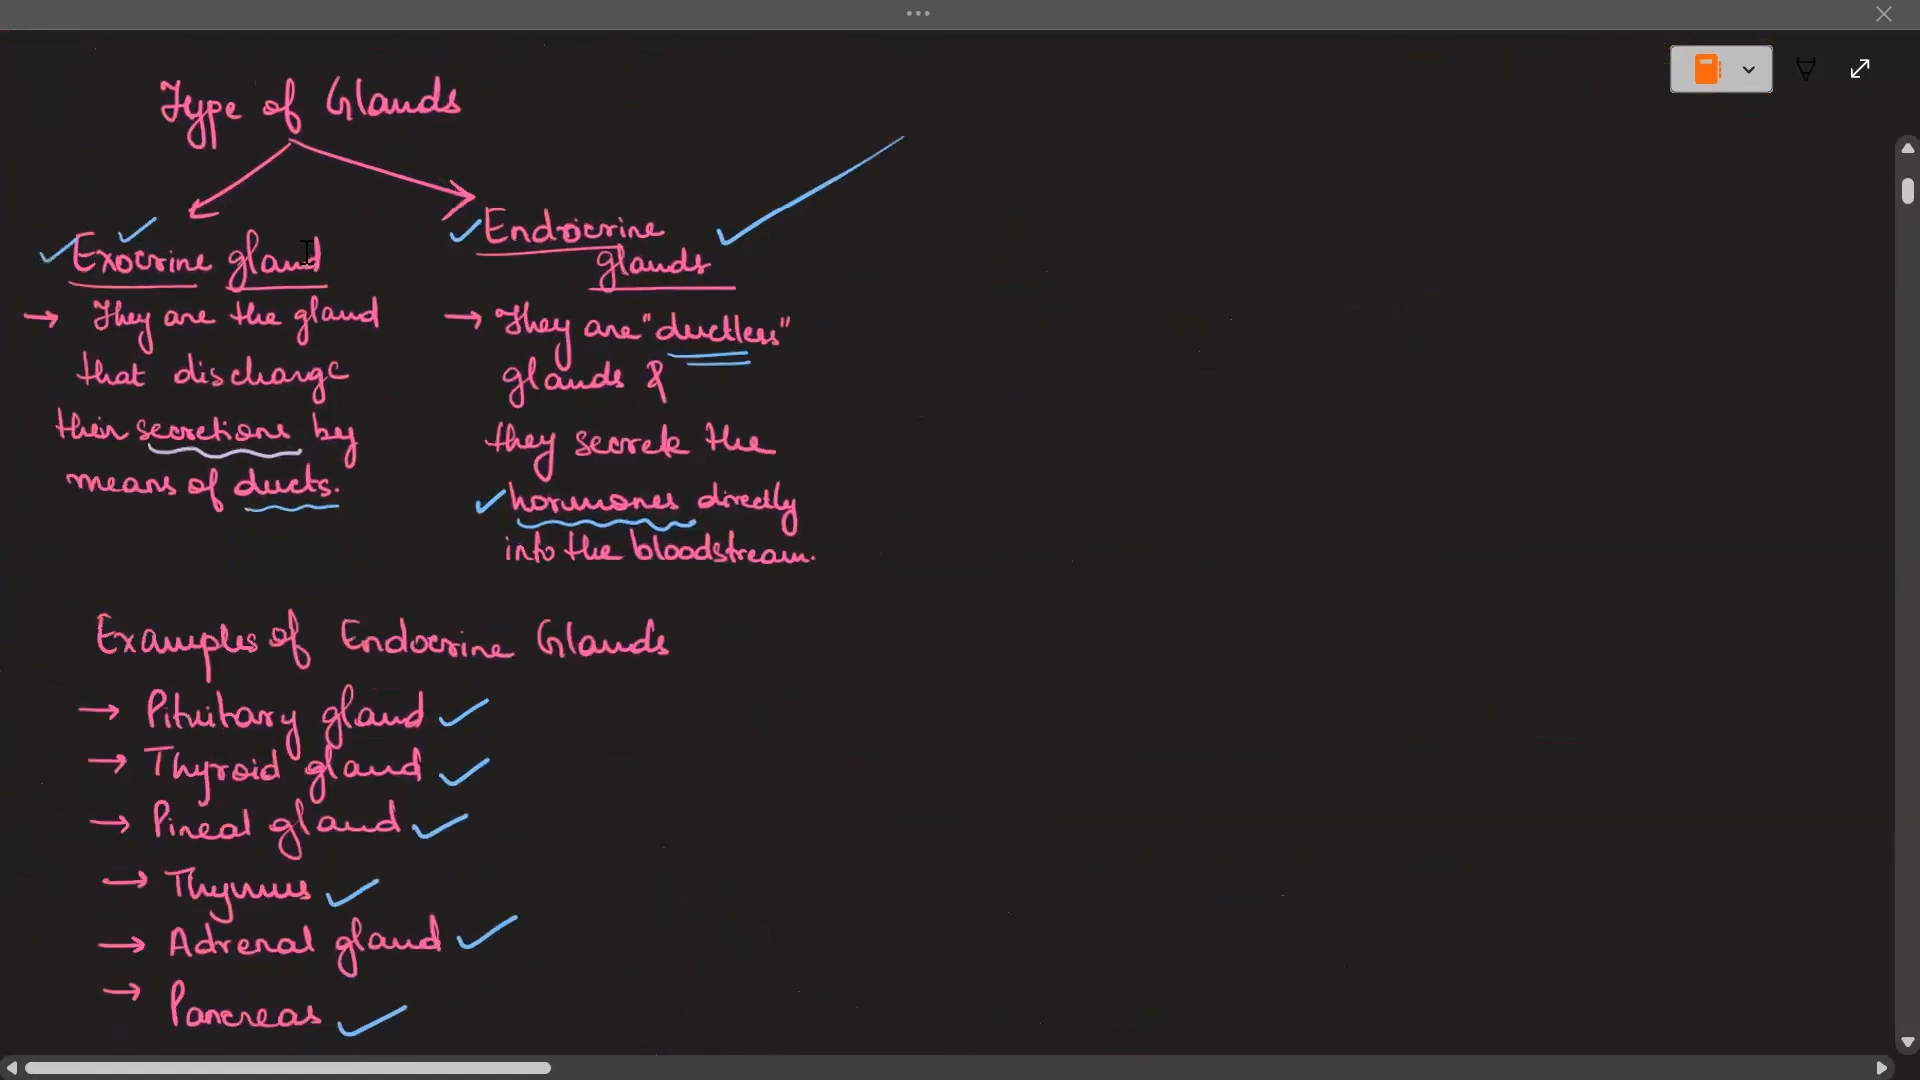 Type of Glands
Exocrine gland
→ They are the gland
that discharge
their secretions by
means of ducts.
Endocrine
glands
→ They are "ductless"
glands &
they secrete the
hormones directly
into the bloodstream.
Examples of Endocrine Glands
→ Pituitary gland
→ Thyroid gland
→ Pineal gland
→ Thymus
→ Adrenal gland
→ Pancreas